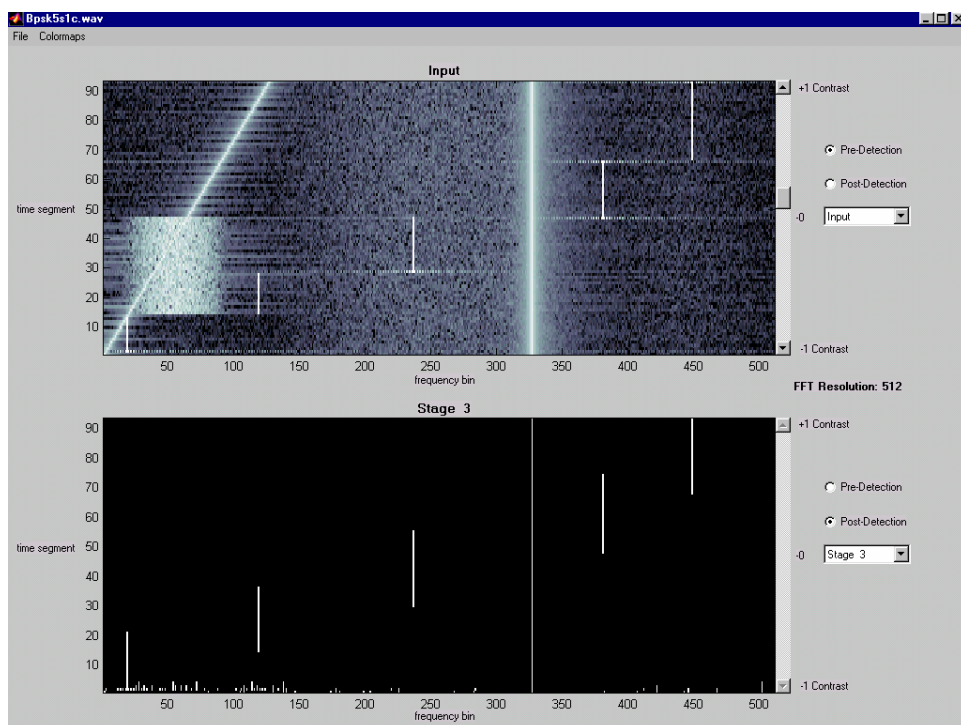 Bpsk5s1c.wav
File Colormaps
Input
90
80
70
60
50
40
30
20
10
time segment
50 100 150 200 250 300 350 400 450 500
frequency bin
+1 Contrast
Pre-Detection
Post-Detection
-0 Input
-1 Contrast
FFT Resolution: 512
Stage 3
90
80
70
60
50
40
30
20
10
time segment
50 100 150 200 250 300 350 400 450 500
frequency bin
+1 Contrast
Pre-Detection
Post-Detection
-0 Stage 3
-1 Contrast